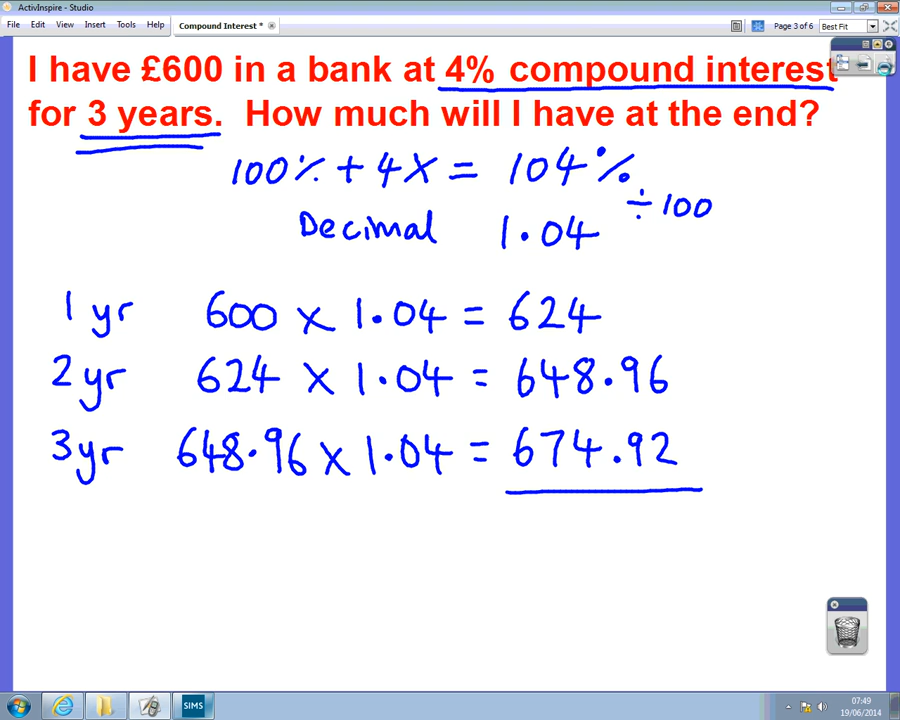 ActivInspire - Studio
File Edit View Insert Tools Help Compound Interest * Page 3 of 6 Best Fit
I have £600 in a bank at 4% compound interest
for 3 years. How much will I have at the end?
100% + 4% = 104%
÷100
Decimal 1.04
1 yr 600 × 1.04 = 624
2 yr 624 × 1.04 = 648.96
3 yr 648.96 × 1.04 = 674.92
SIMS
07:49
19/06/2014